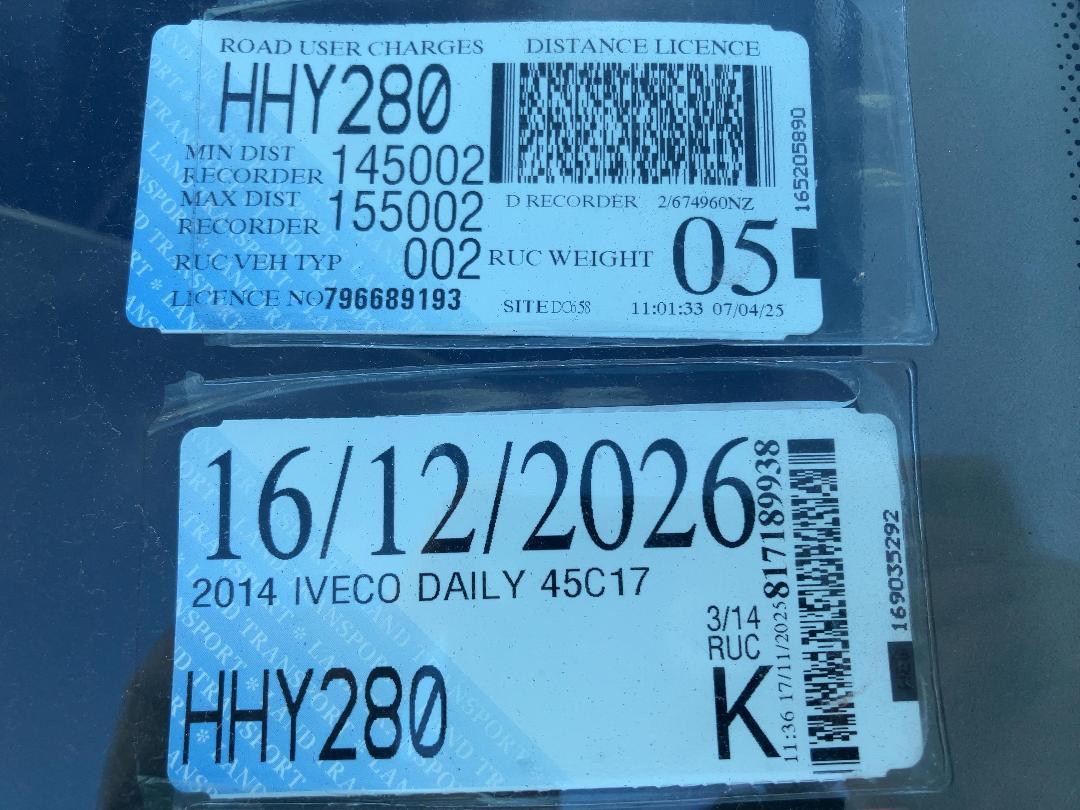 ROAD USER CHARGES DISTANCE LICENCE
HHY280
MIN DIST
RECORDER 145002
MAX DIST
RECORDER 155002
D RECORDER 2/674960NZ
RUC VEH TYP 002 RUC WEIGHT 05
LICENCE NO 796689193
SITE 11:01:33 07/04/25
165205890
16/12/2026
2014 IVECO DAILY 45C17
3/14
RUC
HHY280 K
11:36 17/11/2025 817189938
169035292